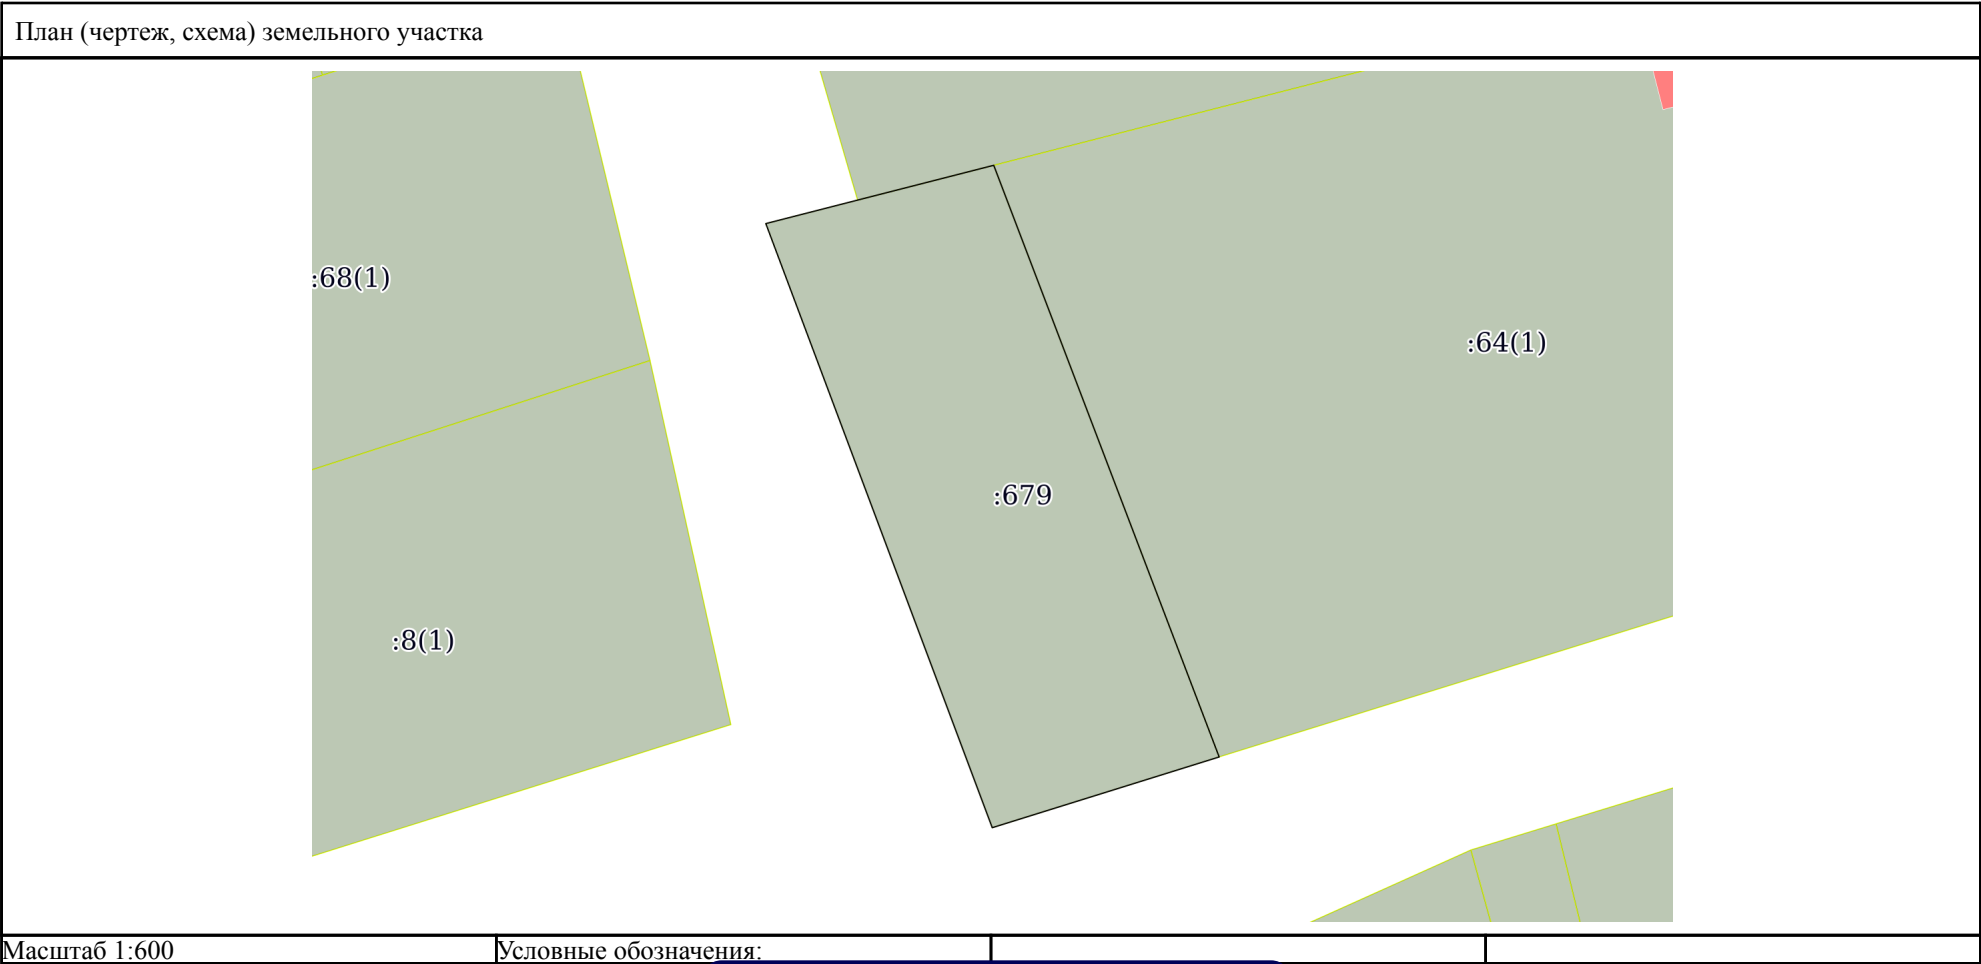 План (чертеж, схема) земельного участка
:68(1)
:64(1)
:679
:8(1)
Масштаб 1:600
Условные обозначения: